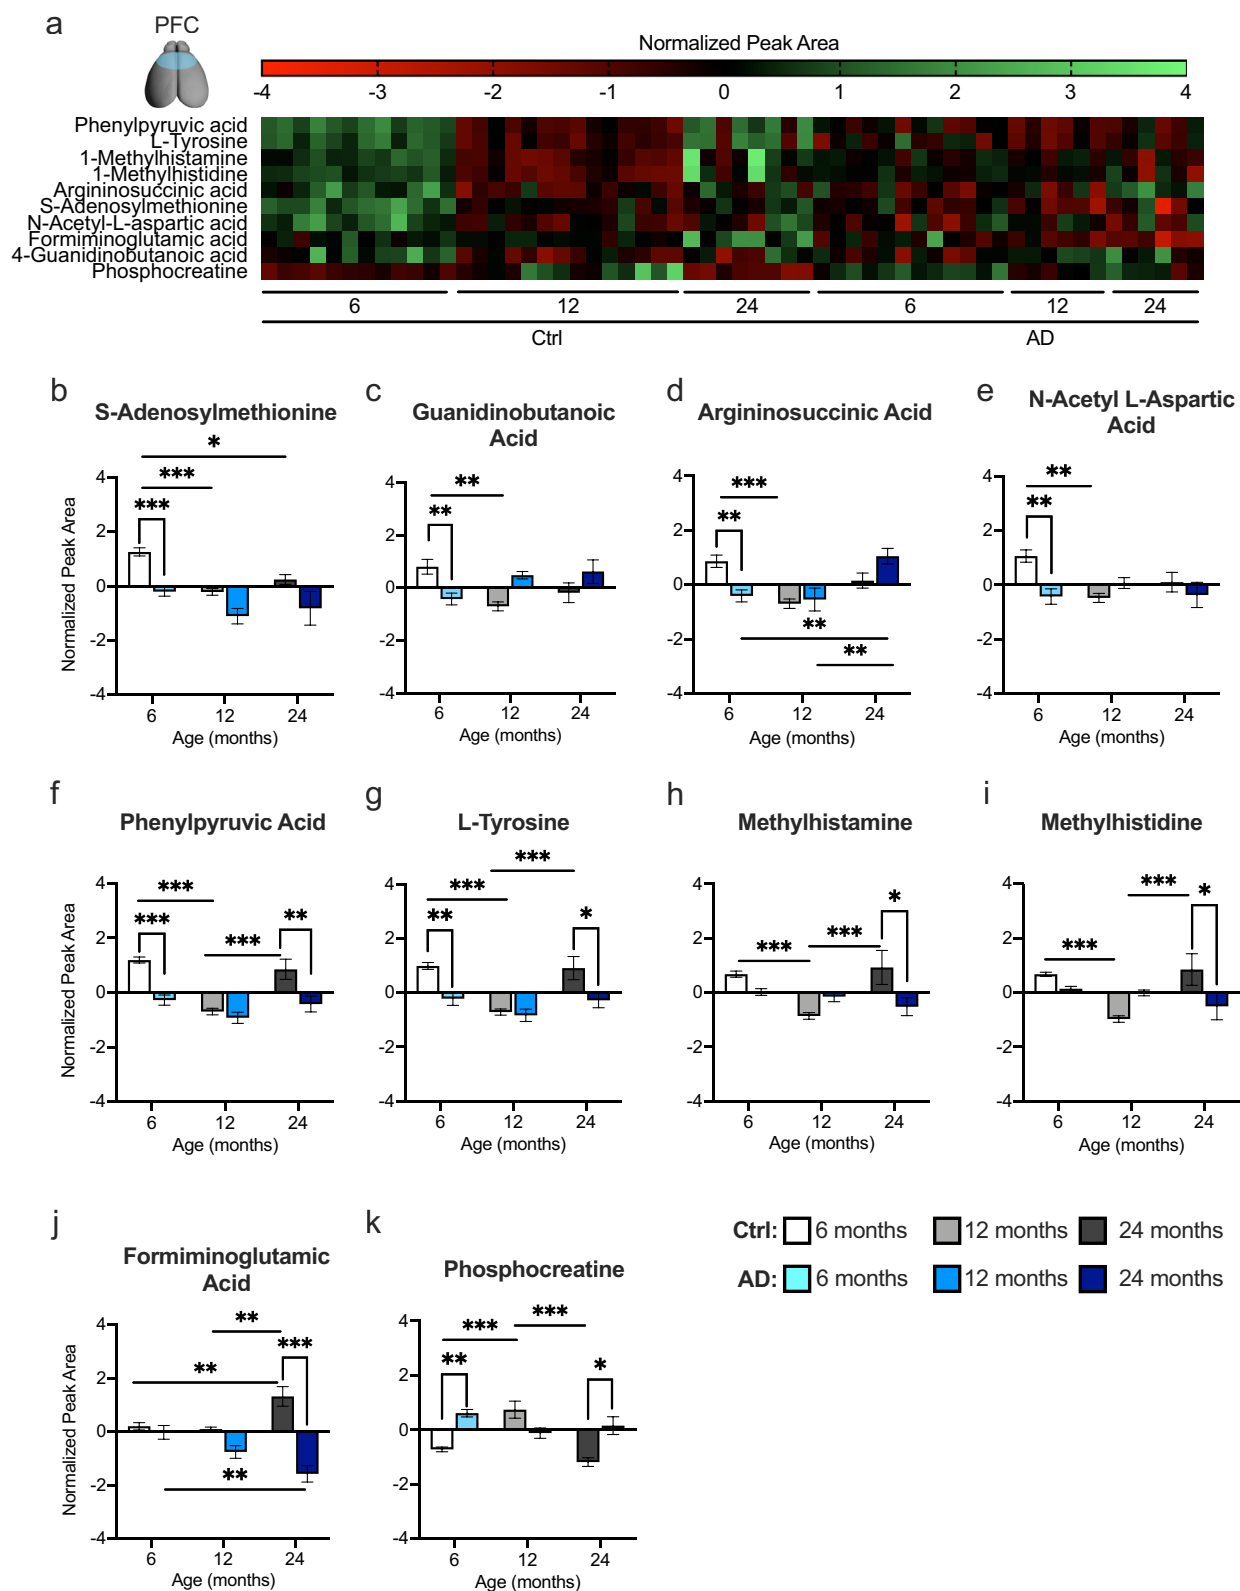 a
PFC
Normalized Peak Area
-4 -3 -2 -1 0 1 2 3 4
Phenylpyruvic acid
L-Tyrosine
1-Methylhistamine
1-Methylhistidine
Argininosuccinic acid
S-Adenosylmethionine
N-Acetyl-L-aspartic acid
Formiminoglutamic acid
4-Guanidinobutanoic acid
Phosphocreatine
6 12 24 6 12 24
Ctrl AD
b
S-Adenosylmethionine
*
***
***
Normalized Peak Area
4
2
0
-2
-4
6 12 24
Age (months)
c
Guanidinobutanoic
Acid
**
**
4
2
0
-2
-4
6 12 24
Age (months)
d
Argininosuccinic Acid
***
**
**
**
4
2
0
-2
-4
6 12 24
Age (months)
e
N-Acetyl L-Aspartic
Acid
**
**
4
2
0
-2
-4
6 12 24
Age (months)
f
Phenylpyruvic Acid
***
***
**
***
Normalized Peak Area
4
2
0
-2
-4
6 12 24
Age (months)
g
L-Tyrosine
***
***
**
*
4
2
0
-2
-4
6 12 24
Age (months)
h
Methylhistamine
***
***
*
4
2
0
-2
-4
6 12 24
Age (months)
i
Methylhistidine
***
***
*
4
2
0
-2
-4
6 12 24
Age (months)
j
Formiminoglutamic
Acid
**
***
**
**
Normalized Peak Area
4
2
0
-2
-4
6 12 24
Age (months)
k
Phosphocreatine
***
***
**
*
4
2
0
-2
-4
6 12 24
Age (months)
Ctrl: 6 months 12 months 24 months
AD: 6 months 12 months 24 months